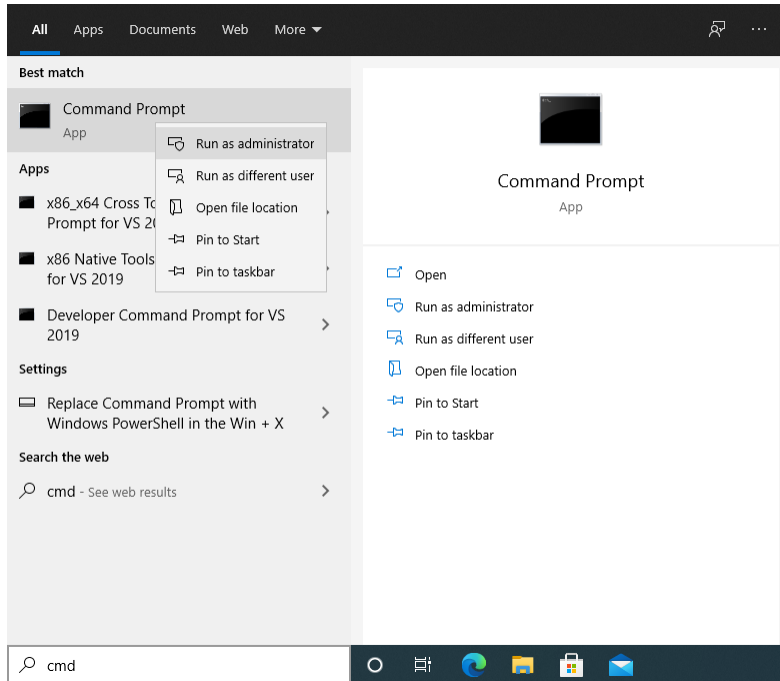 All Apps Documents Web More
Best match
Command Prompt
App
Run as administrator
Run as different user
Open file location
Pin to Start
Pin to taskbar
Apps
x86_x64 Cross
Prompt for VS
x86 Native Tools
for VS 2019
Developer Command Prompt for VS
2019
Settings
Replace Command Prompt with
Windows PowerShell in the Win + X
Search the web
cmd - See web results
cmd
Command Prompt
App
Open
Run as administrator
Run as different user
Open file location
Pin to Start
Pin to taskbar